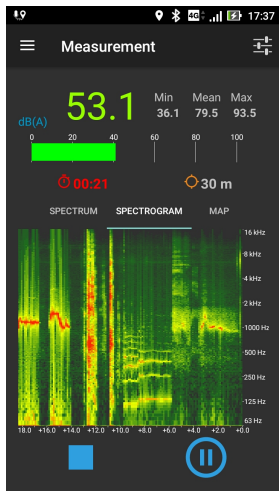 4G 17:37
Measurement
53.1
dB(A)
Min Mean Max
36.1 79.5 93.5
0 20 40 60 80 100
00:21 30 m
SPECTRUM SPECTROGRAM MAP
16 kHz
8 kHz
4 kHz
2 kHz
1000 Hz
500 Hz
250 Hz
125 Hz
63 Hz
18.0 +16.0 +14.0 +12.0 +10.0 +8.0 +6.0 +4.0 +2.0 +0.0